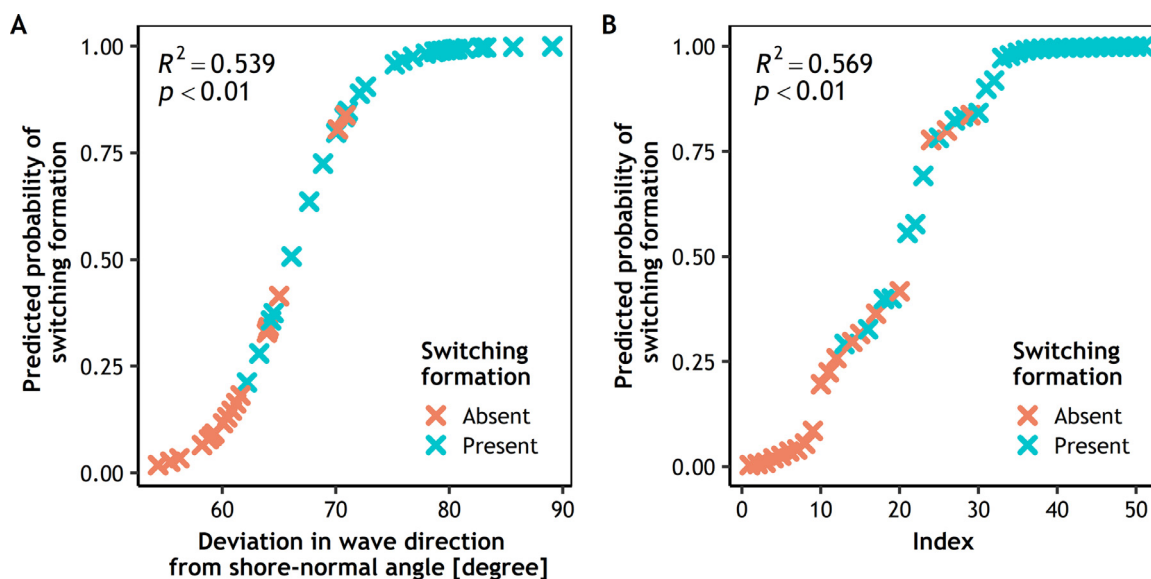 A
R² = 0.539
p < 0.01
Predicted probability of
switching formation
1.00
0.75
0.50
0.25
0.00
Switching
formation
Absent
Present
60
70
80
90
Deviation in wave direction
from shore-normal angle [degree]
B
R² = 0.569
p < 0.01
Predicted probability of
switching formation
1.00
0.75
0.50
0.25
0.00
Switching
formation
Absent
Present
0
10
20
30
40
50
Index